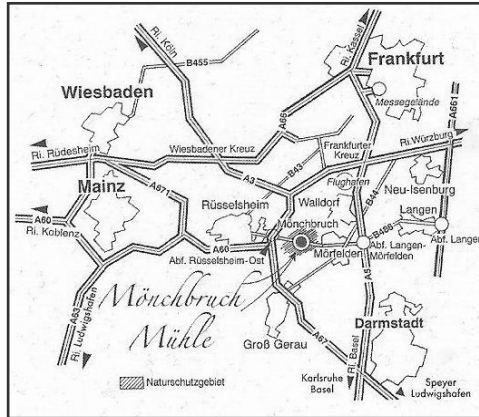 Ri. Köln
B455
Ri. Kassel
Frankfurt
Messegelände
Wiesbaden
A661
A66
Ri. Würzburg
Ri. Rüdesheim
Wiesbadener Kreuz
Frankfurter
Kreuz
B43
A3
Flughafen
B44
Mainz
A671
Neu-Isenburg
Rüsselsheim
Walldorf
Langen
A60
Ri. Koblenz
Mönchbruch
B486
A60
Mörfelden
Abf. Langen-
Mörfelden
Abf. Langen
Abf. Rüsselsheim-Ost
A5
Mönchbruch
Mühle
A63
Ri. Ludwigshafen
Groß Gerau
A67
Darmstadt
Ri. Basel
Naturschutzgebiet
Karlsruhe
Basel
Speyer
Ludwigshafen